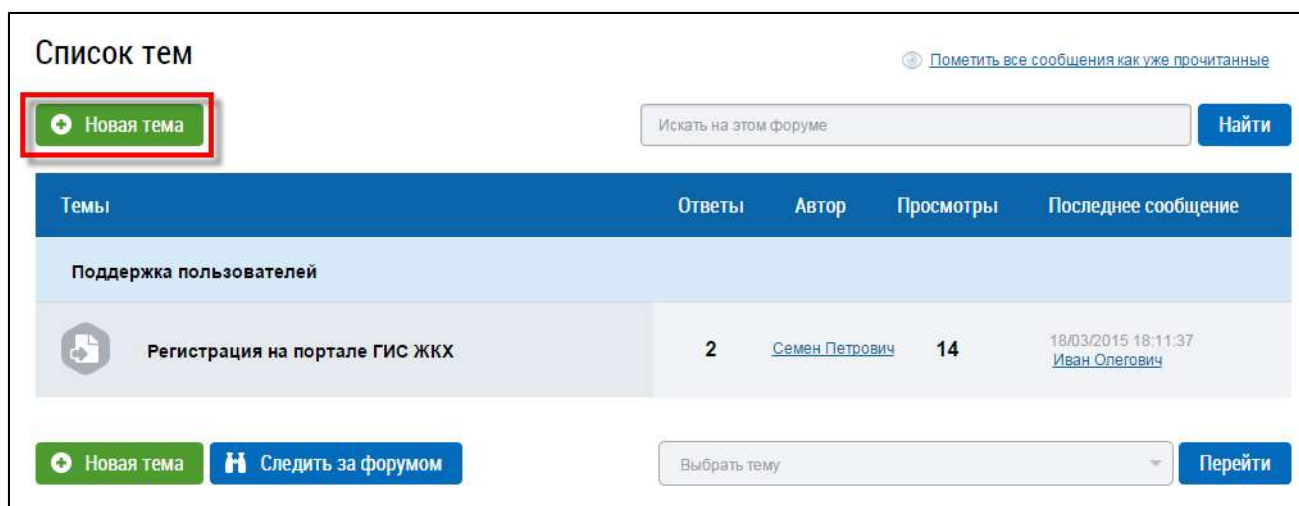 Список тем
Пометить все сообщения как уже прочитанные
Новая тема
Искать на этом форуме
Найти
Темы Ответы Автор Просмотры Последнее сообщение
Поддержка пользователей
Регистрация на портале ГИС ЖКХ 2 Семен Петрович 14 18/03/2015 18:11:37
Иван Олегович
Новая тема Следить за форумом Выбрать тему Перейти